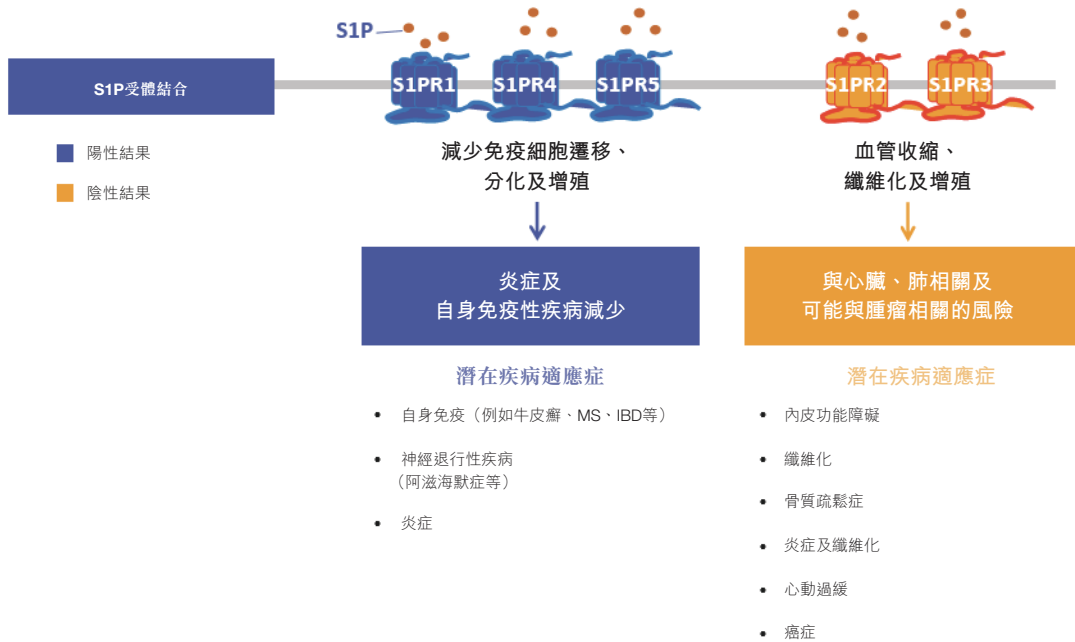 S1P
S1P受體結合
S1PR1
S1PR4
S1PR5
S1PR2
S1PR3
陽性結果
陰性結果
減少免疫細胞遷移、
分化及增殖
血管收縮、
纖維化及增殖
炎症及
自身免疫性疾病減少
與心臟、肺相關及
可能與腫瘤相關的風險
潛在疾病適應症
• 自身免疫（例如牛皮癬、MS、IBD等）
• 神經退行性疾病
（阿滋海默症等）
• 炎症
潛在疾病適應症
• 內皮功能障礙
• 纖維化
• 骨質疏鬆症
• 炎症及纖維化
• 心動過緩
• 癌症